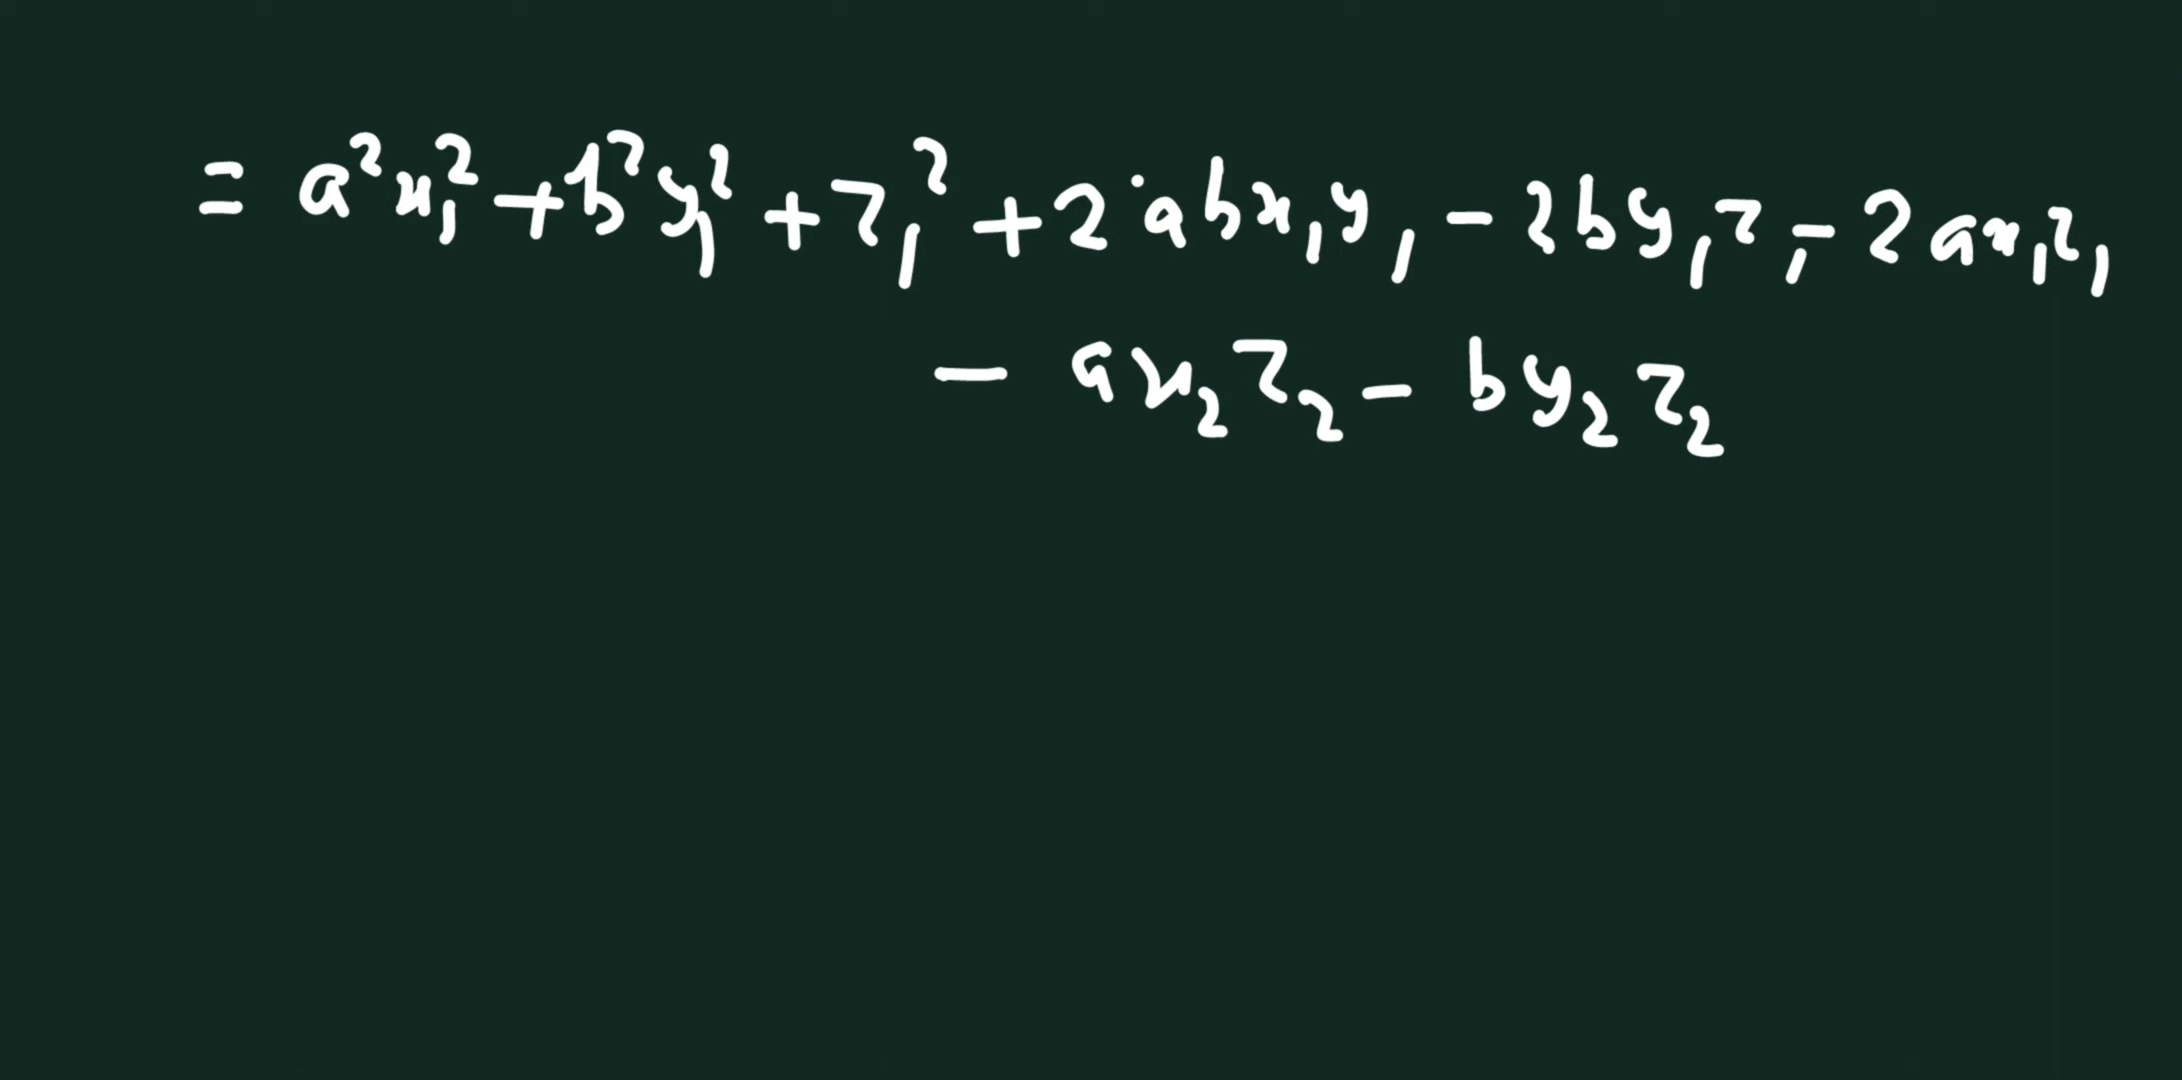 = a²x₁² + b²y₁² + z₁² + 2abx₁y₁ - 2by₁z₁ - 2ax₁z₁
- ax₂z₂ - by₂z₂